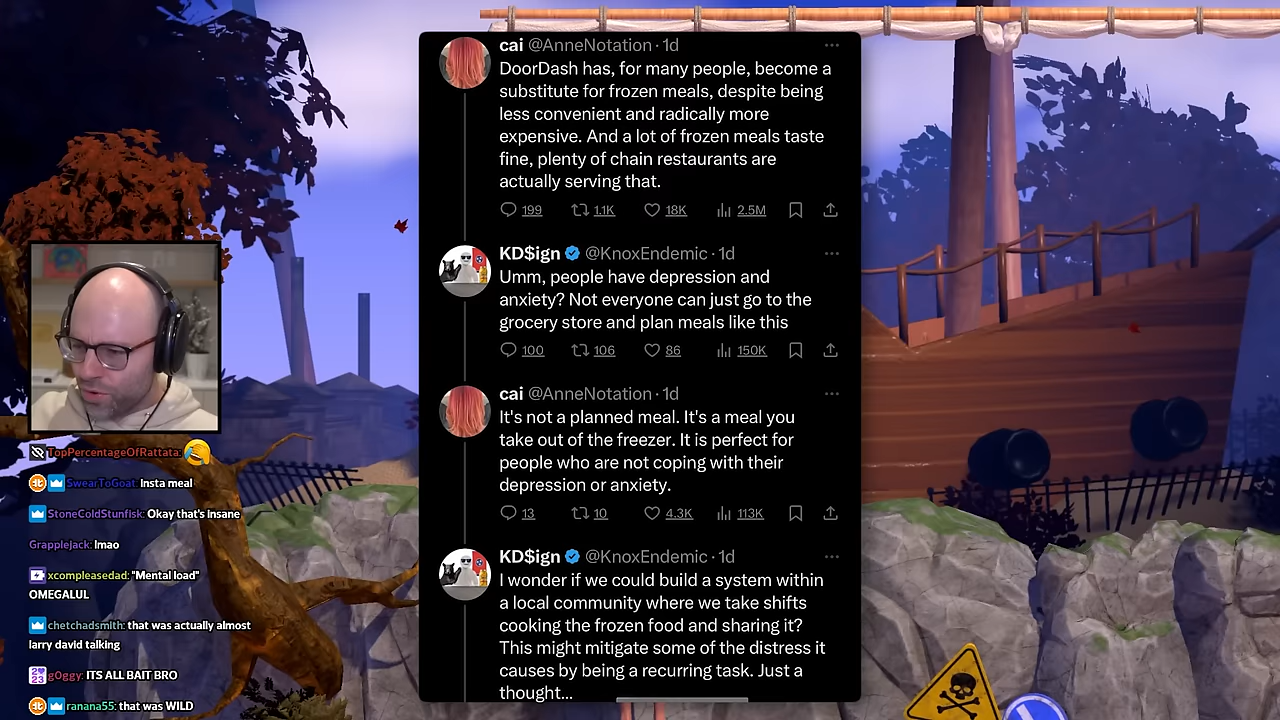 cai @AnneNotation · 1d
DoorDash has, for many people, become a
substitute for frozen meals, despite being
less convenient and radically more
expensive. And a lot of frozen meals taste
fine, plenty of chain restaurants are
actually serving that.
199 1.1K 18K 2.5M
KD$ign @KnoxEndemic · 1d
Umm, people have depression and
anxiety? Not everyone can just go to the
grocery store and plan meals like this
100 106 86 150K
cai @AnneNotation · 1d
It's not a planned meal. It's a meal you
take out of the freezer. It is perfect for
people who are not coping with their
depression or anxiety.
13 10 4.3K 113K
KD$ign @KnoxEndemic · 1d
I wonder if we could build a system within
a local community where we take shifts
cooking the frozen food and sharing it?
This might mitigate some of the distress it
causes by being a recurring task. Just a
thought...
TopPercentageOfRattata:
SwearToGoat: Insta meal
StoneColdStunfisk: Okay that's insane
GrappleJack: lmao
xcompleasedad: "Mental load"
OMEGALUL
chetchadsmith: that was actually almost
larry david talking
g0ggy: ITS ALL BAIT BRO
ranana55: that was WILD